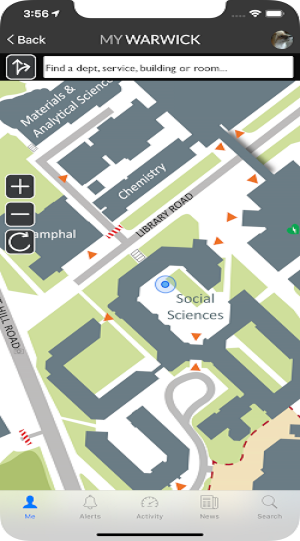 3:56
Back
MY WARWICK
Find a dept, service, building or room...
Materials &
Analytical Science
Chemistry
LIBRARY ROAD
HILL ROAD
Social
Sciences
Me
Alerts
Activity
News
Search